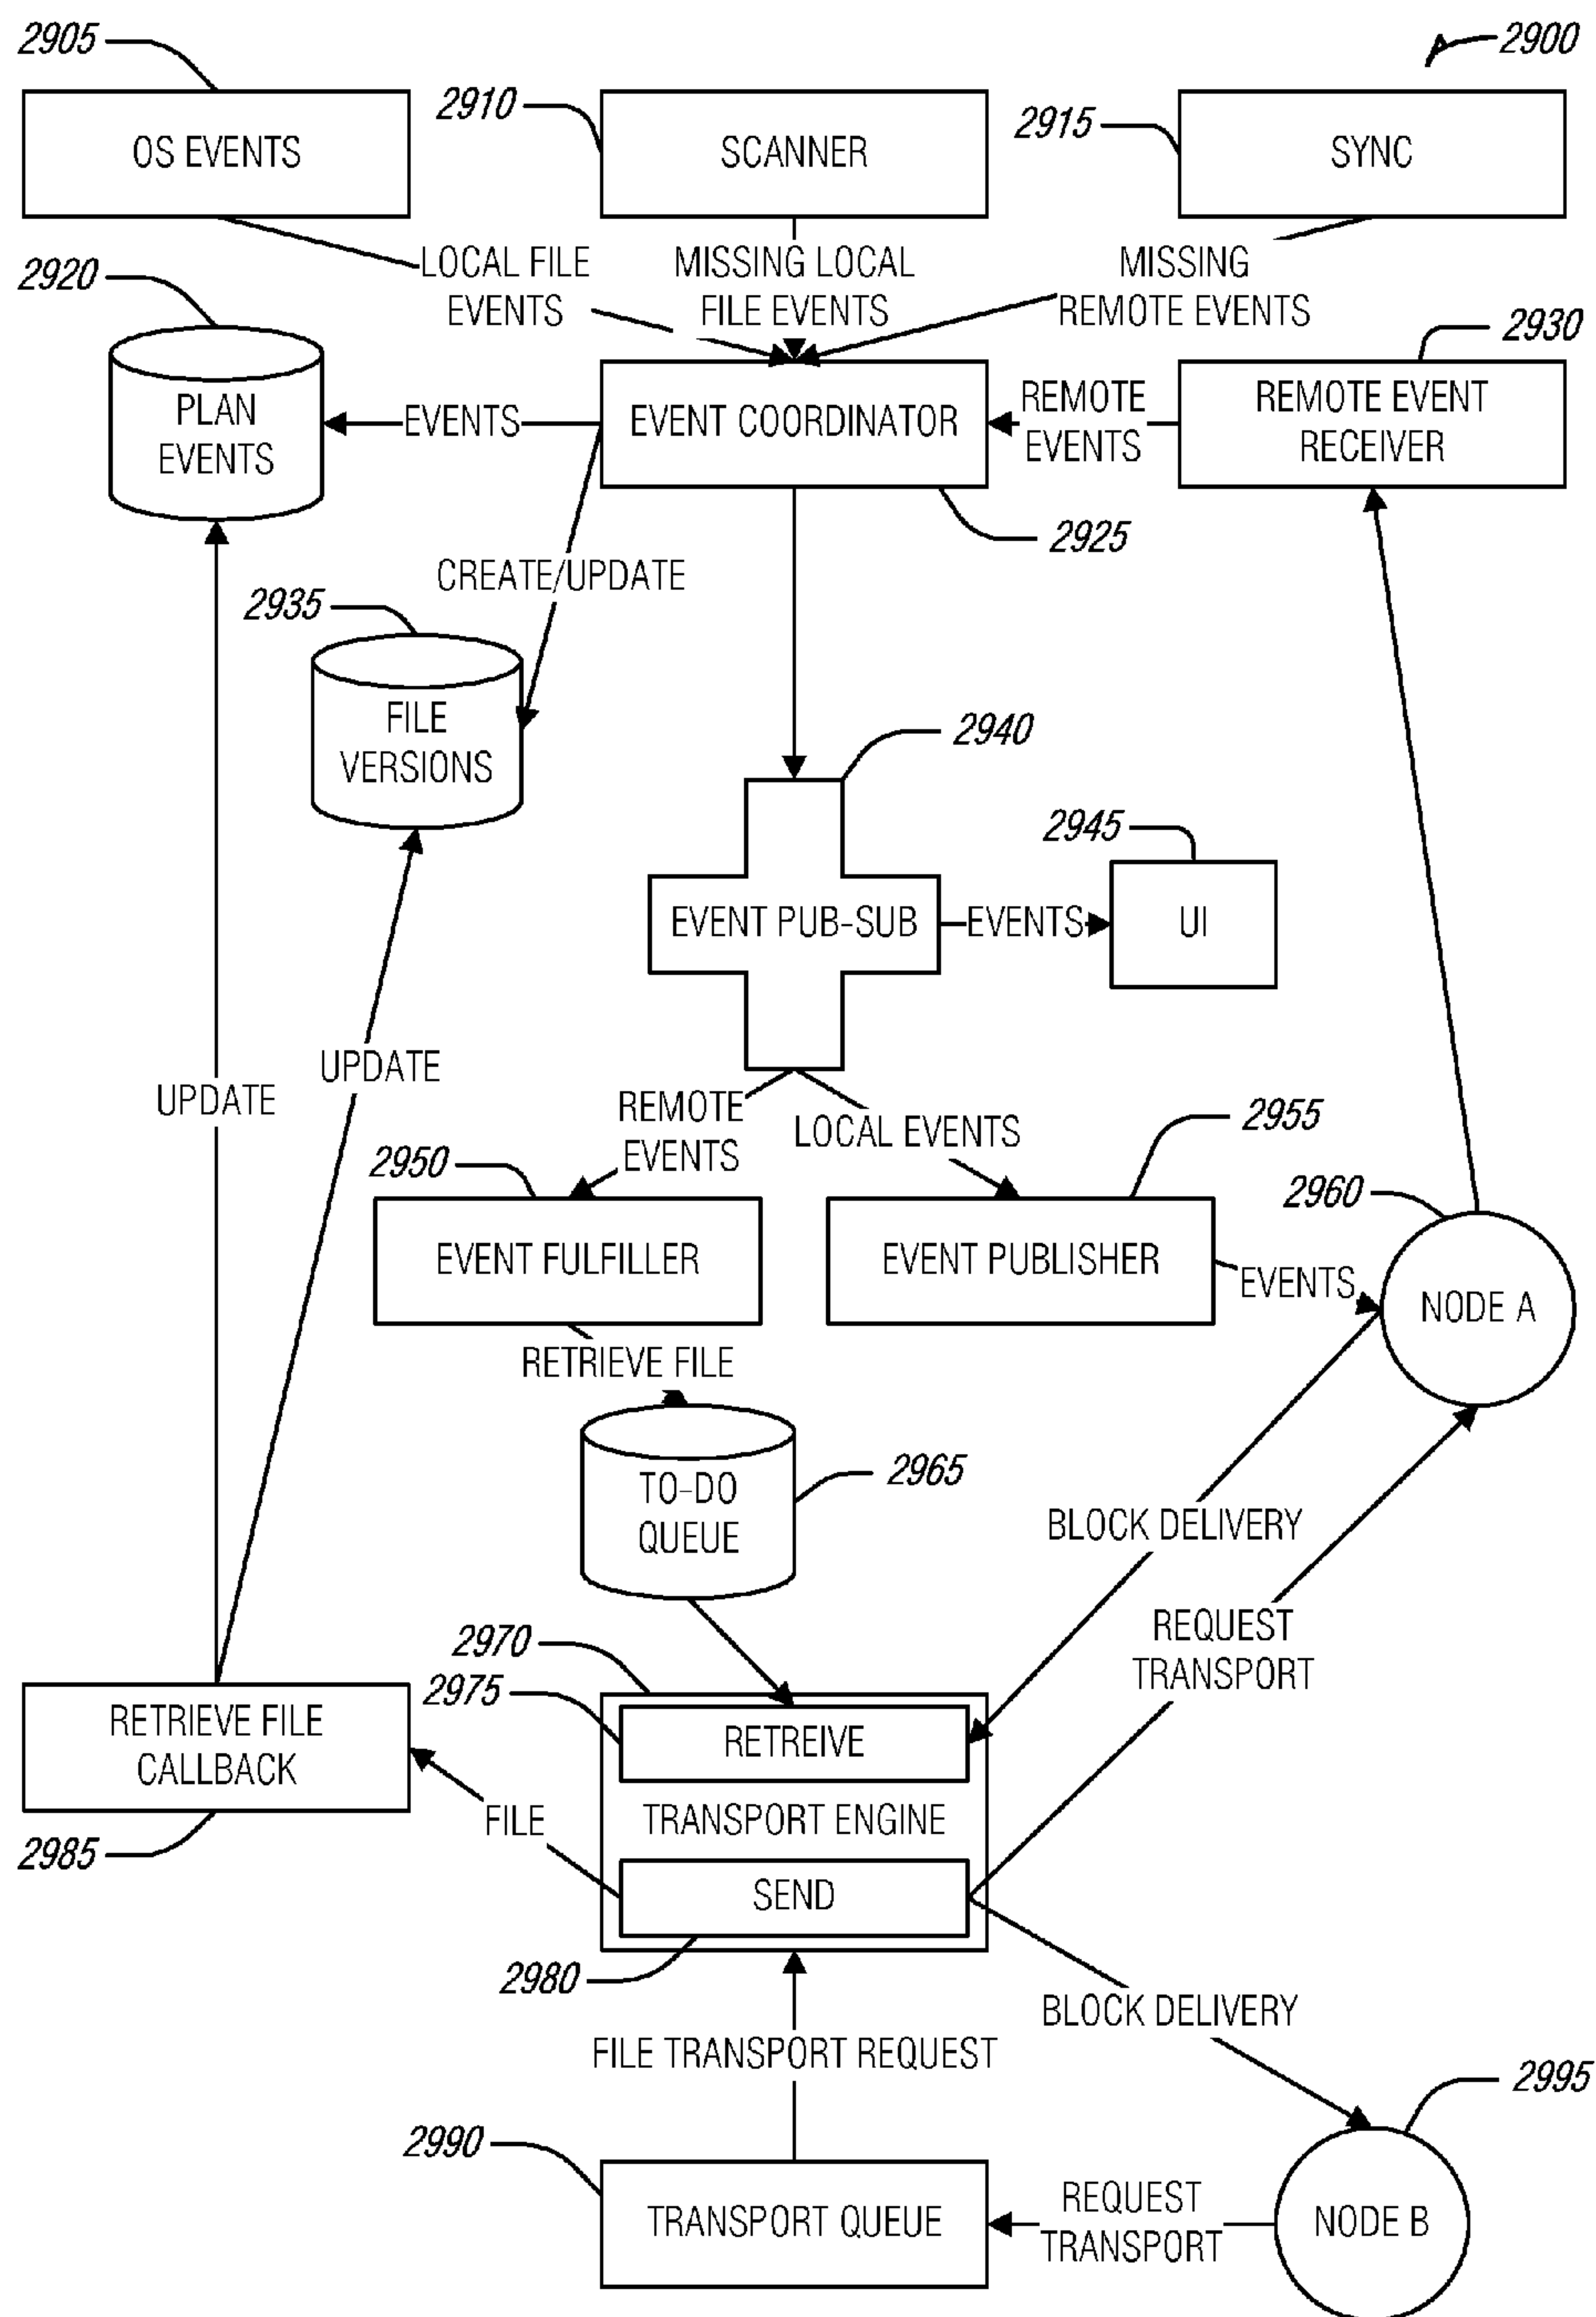 2905
2900
2910
2915
OS EVENTS
SCANNER
SYNC
LOCAL FILE
EVENTS
MISSING LOCAL
FILE EVENTS
MISSING
REMOTE EVENTS
2920
2930
PLAN
EVENTS
EVENTS
EVENT COORDINATOR
REMOTE
EVENTS
REMOTE EVENT
RECEIVER
2925
CREATE/UPDATE
2935
FILE
VERSIONS
2940
2945
EVENT PUB-SUB
EVENTS
UI
UPDATE
UPDATE
REMOTE
EVENTS
LOCAL EVENTS
2955
2950
2960
EVENT FULFILLER
EVENT PUBLISHER
EVENTS
NODE A
RETRIEVE FILE
TO-DO
QUEUE
2965
BLOCK DELIVERY
REQUEST
TRANSPORT
2970
2975
RETRIEVE FILE
CALLBACK
RETREIVE
TRANSPORT ENGINE
FILE
2985
SEND
2980
BLOCK DELIVERY
FILE TRANSPORT REQUEST
2995
2990
TRANSPORT QUEUE
REQUEST
TRANSPORT
NODE B